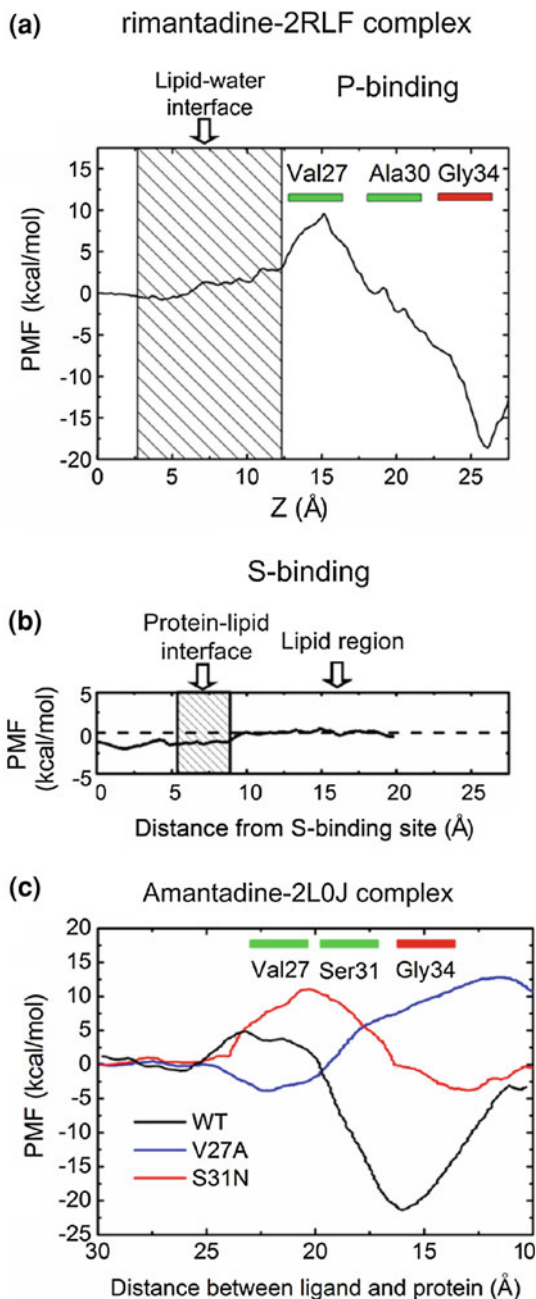 (a) rimantadine-2RLF complex
Lipid-water
interface
P-binding
Val27 Ala30 Gly34
PMF (kcal/mol)
15
10
5
0
-5
-10
-15
-20
0 5 10 15 20 25
Z (Å)
S-binding
(b)
Protein-lipid
interface
Lipid region
PMF
(kcal/mol)
5
0
-5
0 5 10 15 20 25
Distance from S-binding site (Å)
(c) Amantadine-2L0J complex
Val27 Ser31 Gly34
PMF (kcal/mol)
20
15
10
5
0
-5
-10
-15
-20
-25
WT
V27A
S31N
30 25 20 15 10
Distance between ligand and protein (Å)